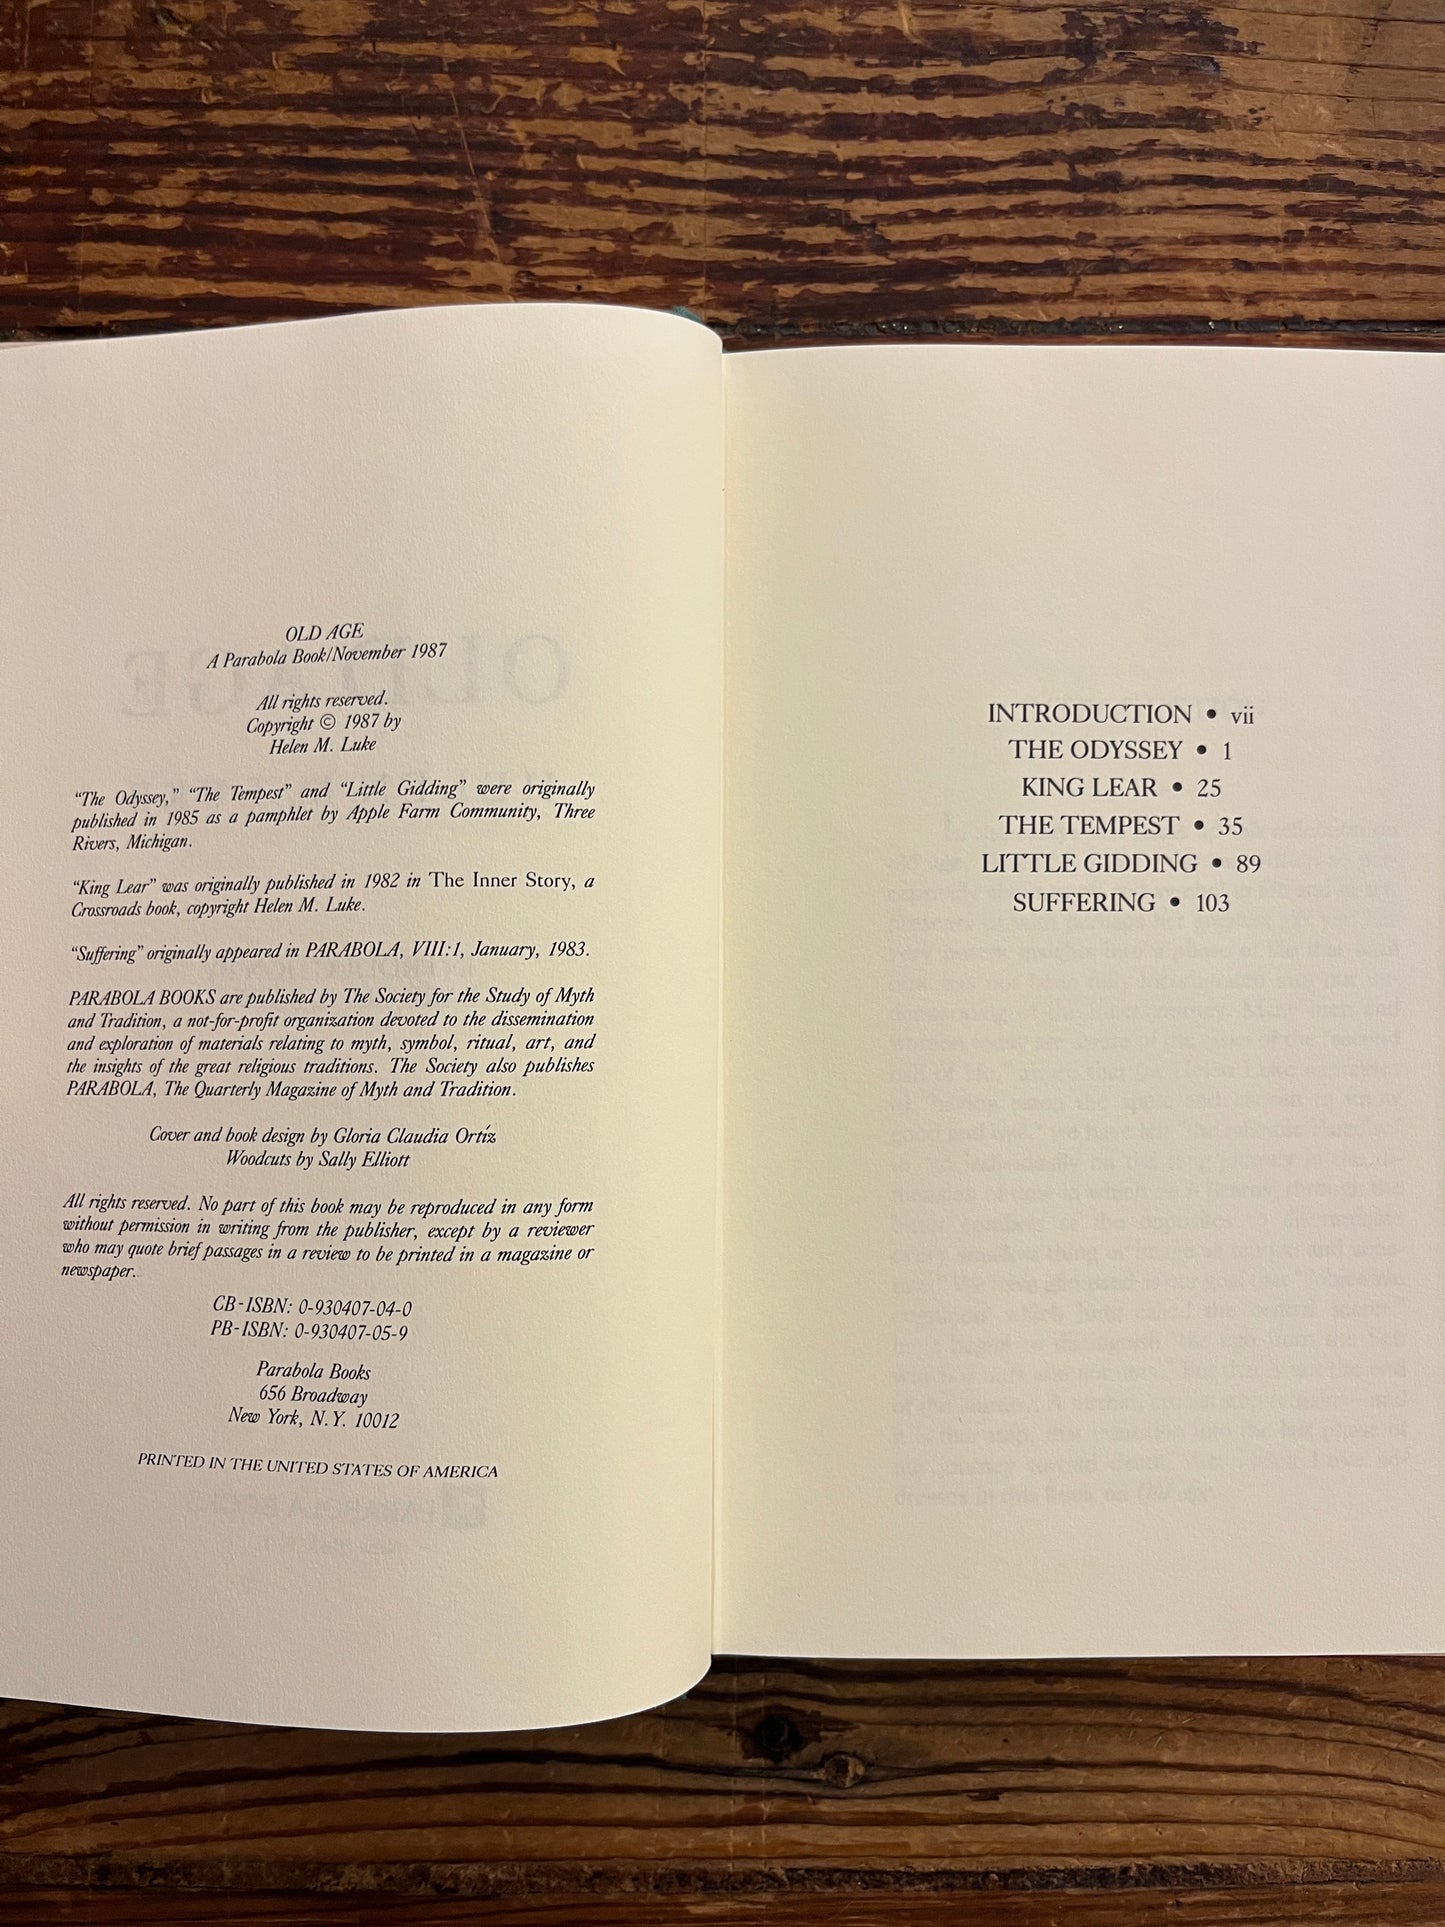 OLD AGE
A Parabola Book/November 1987
All rights reserved.
Copyright © 1987 by
Helen M. Luke
“The Odyssey,” “The Tempest” and “Little Gidding” were originally
published in 1985 as a pamphlet by Apple Farm Community, Three
Rivers, Michigan.
“King Lear” was originally published in 1982 in The Inner Story, a
Crossroads book, copyright Helen M. Luke.
“Suffering” originally appeared in PARABOLA, VIII:1, January, 1983.
PARABOLA BOOKS are published by The Society for the Study of Myth
and Tradition, a not-for-profit organization devoted to the dissemination
and exploration of materials relating to myth, symbol, ritual, art, and
the insights of the great religious traditions. The Society also publishes
PARABOLA, The Quarterly Magazine of Myth and Tradition.
Cover and book design by Gloria Claudia Ortíz
Woodcuts by Sally Elliott
All rights reserved. No part of this book may be reproduced in any form
without permission in writing from the publisher, except by a reviewer
who may quote brief passages in a review to be printed in a magazine or
newspaper.
CB-ISBN: 0-930407-04-0
PB-ISBN: 0-930407-05-9
Parabola Books
656 Broadway
New York, N.Y. 10012
PRINTED IN THE UNITED STATES OF AMERICA
INTRODUCTION • vii
THE ODYSSEY • 1
KING LEAR • 25
THE TEMPEST • 35
LITTLE GIDDING • 89
SUFFERING • 103